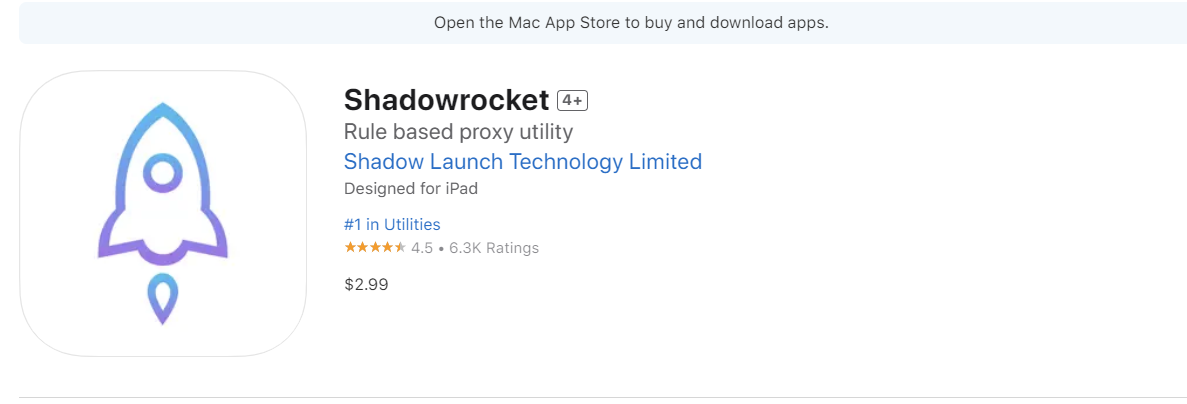 Open the Mac App Store to buy and download apps.
Shadowrocket 4+
Rule based proxy utility
Shadow Launch Technology Limited
Designed for iPad
#1 in Utilities
★★★★★ 4.5 • 6.3K Ratings
$2.99